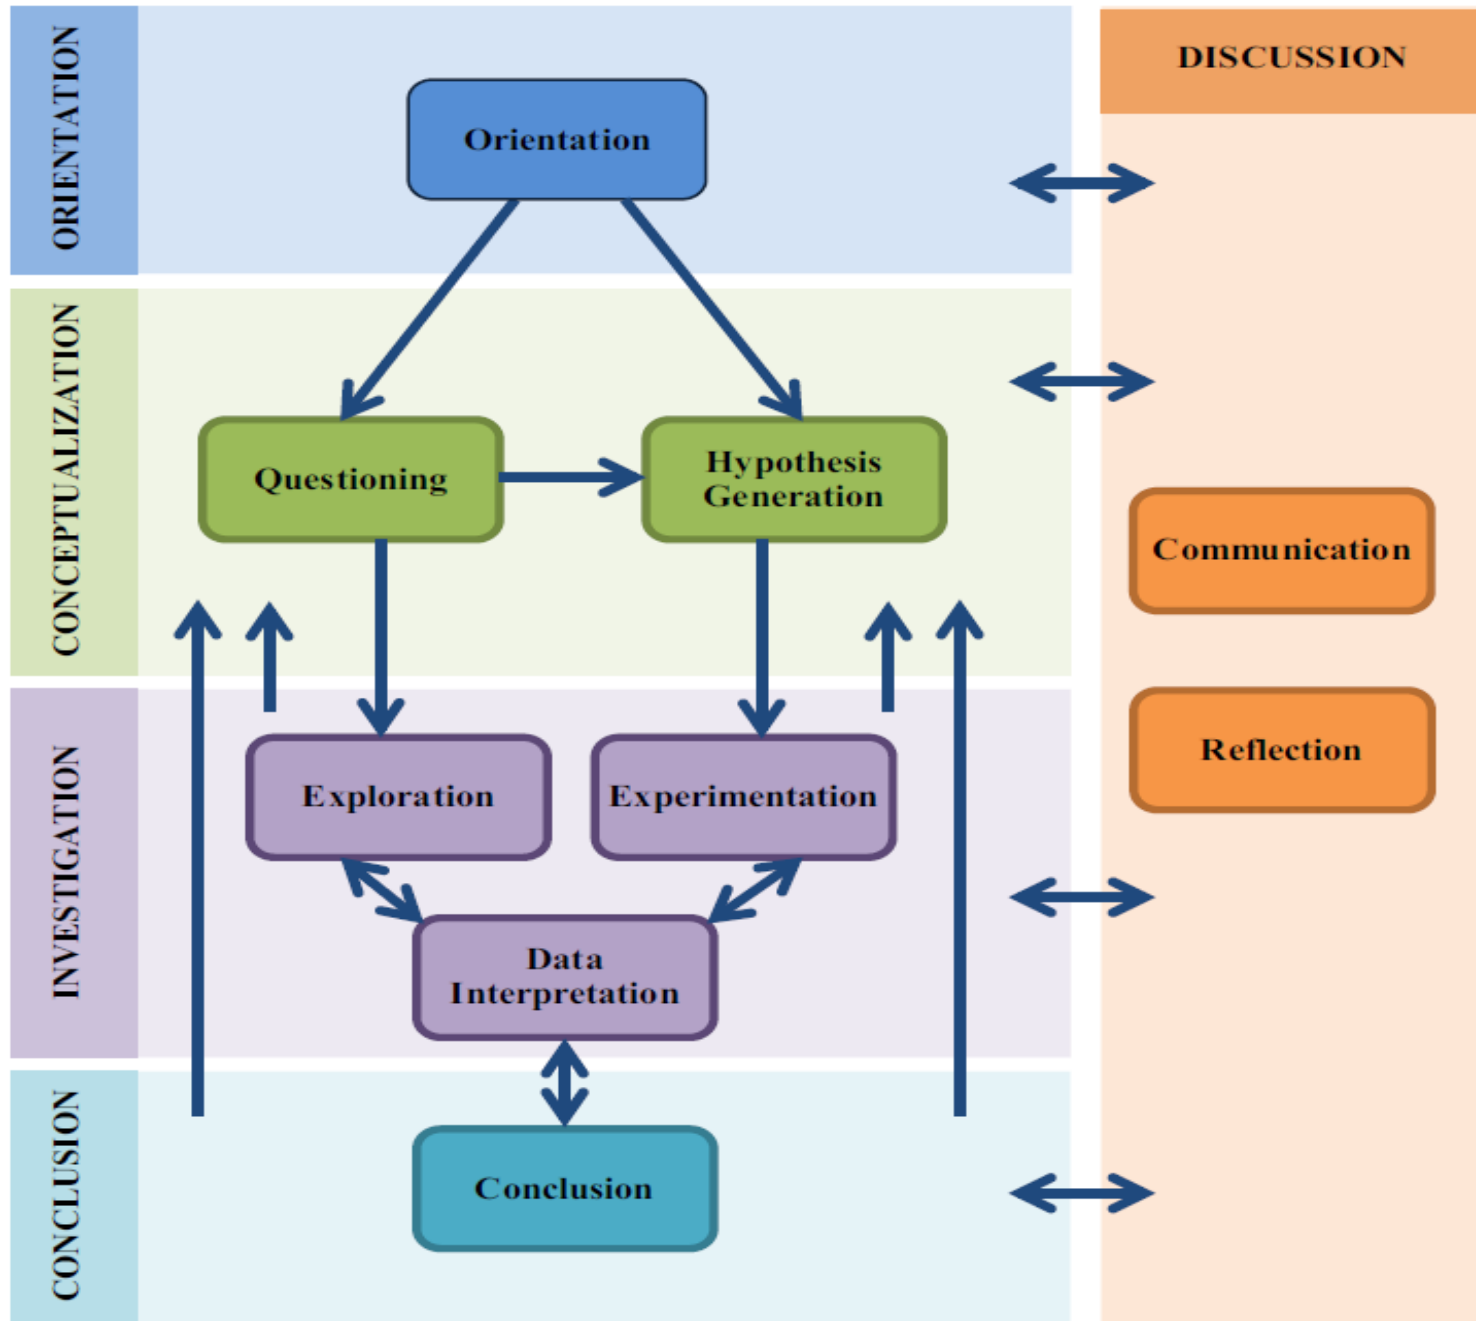 ORIENTATION
Orientation
CONCEPTUALIZATION
Questioning
Hypothesis
Generation
INVESTIGATION
Exploration
Experimentation
Data
Interpretation
CONCLUSION
Conclusion
DISCUSSION
Communication
Reflection